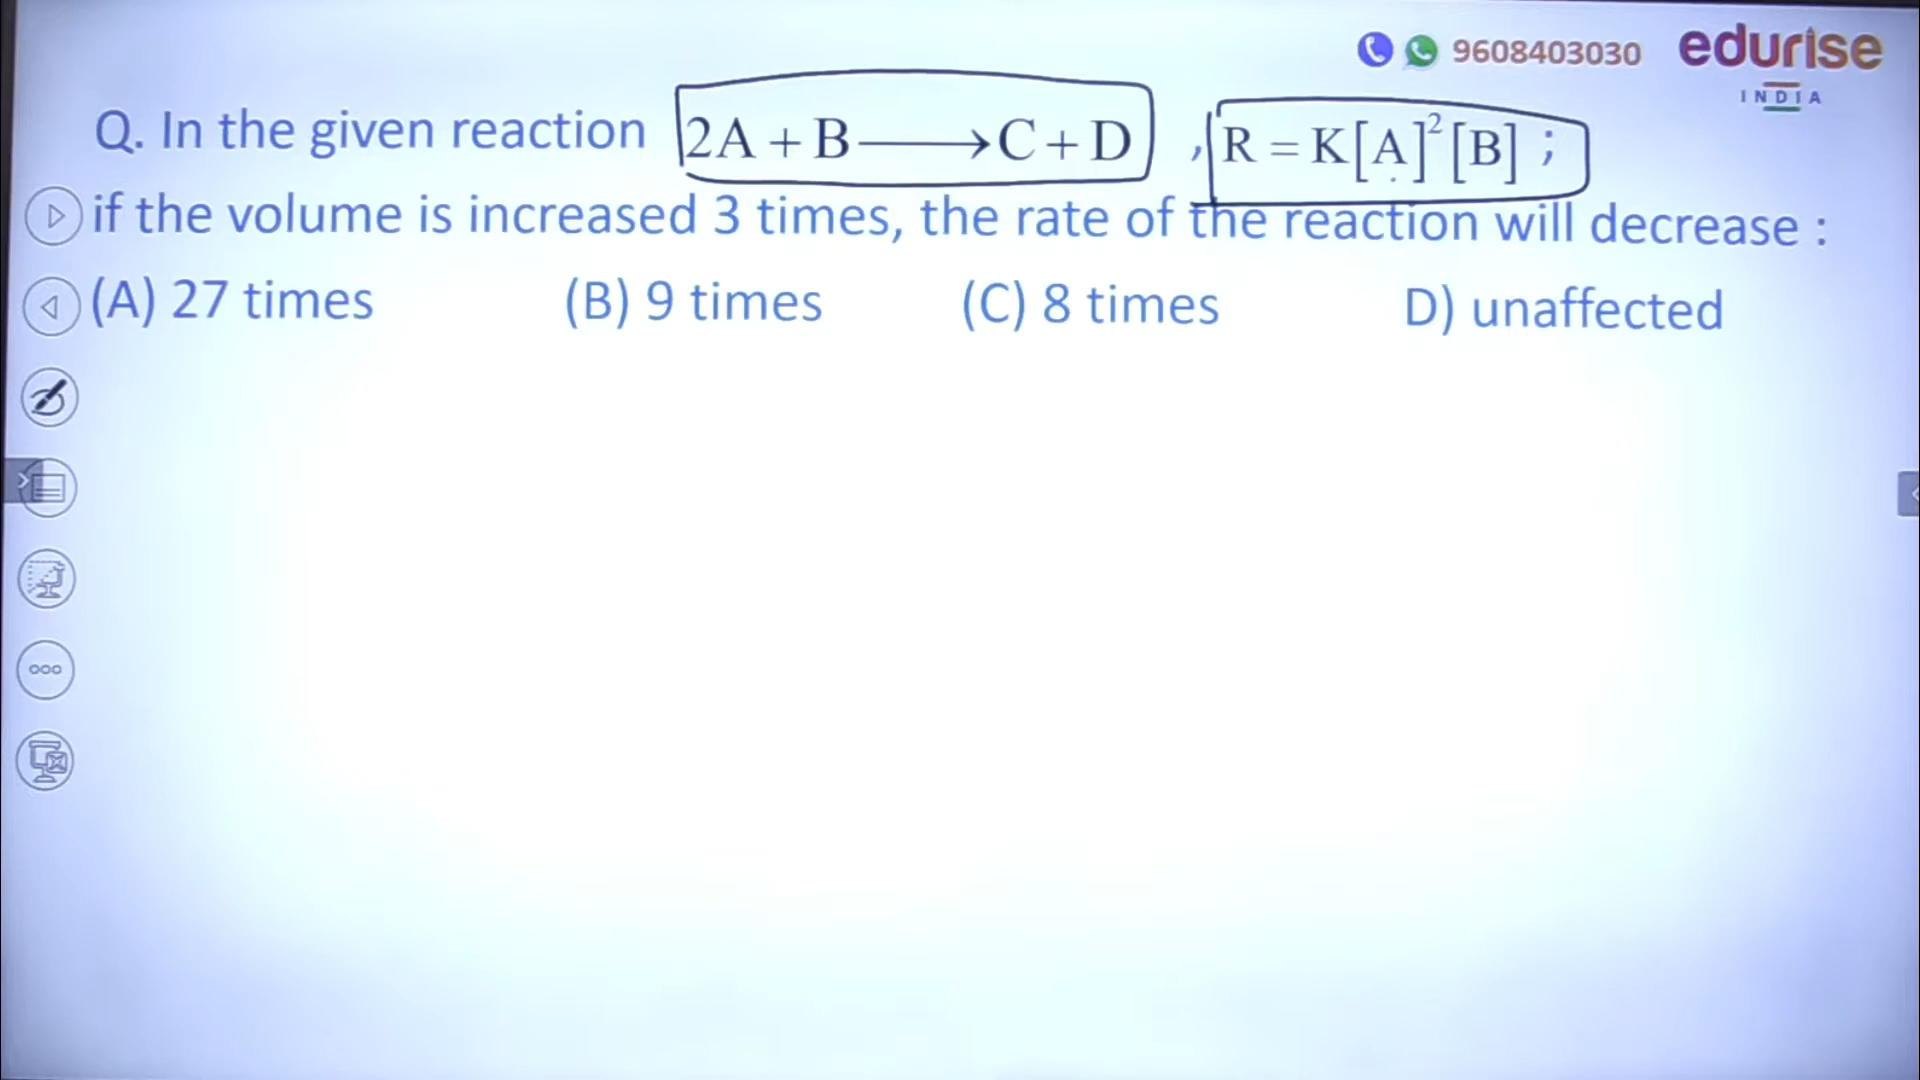 9608403030 edurise
INDIA
Q. In the given reaction 2A + B ⟶ C + D , R = K[A]²[B] ;
if the volume is increased 3 times, the rate of the reaction will decrease :
(A) 27 times (B) 9 times (C) 8 times D) unaffected